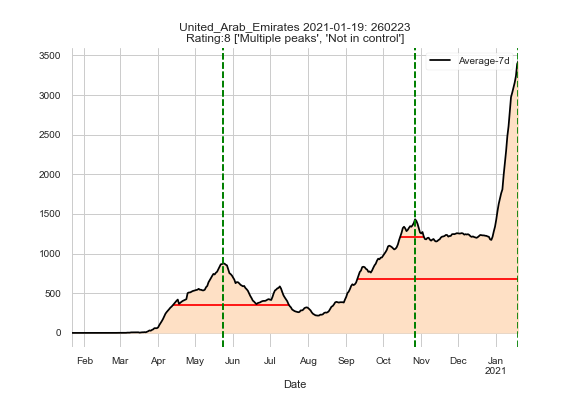 United_Arab_Emirates 2021-01-19: 260223
Rating:8 ['Multiple peaks', 'Not in control']
Average-7d
3500
3000
2500
2000
1500
1000
500
0
Feb Mar Apr May Jun Jul Aug Sep Oct Nov Dec Jan
2021
Date